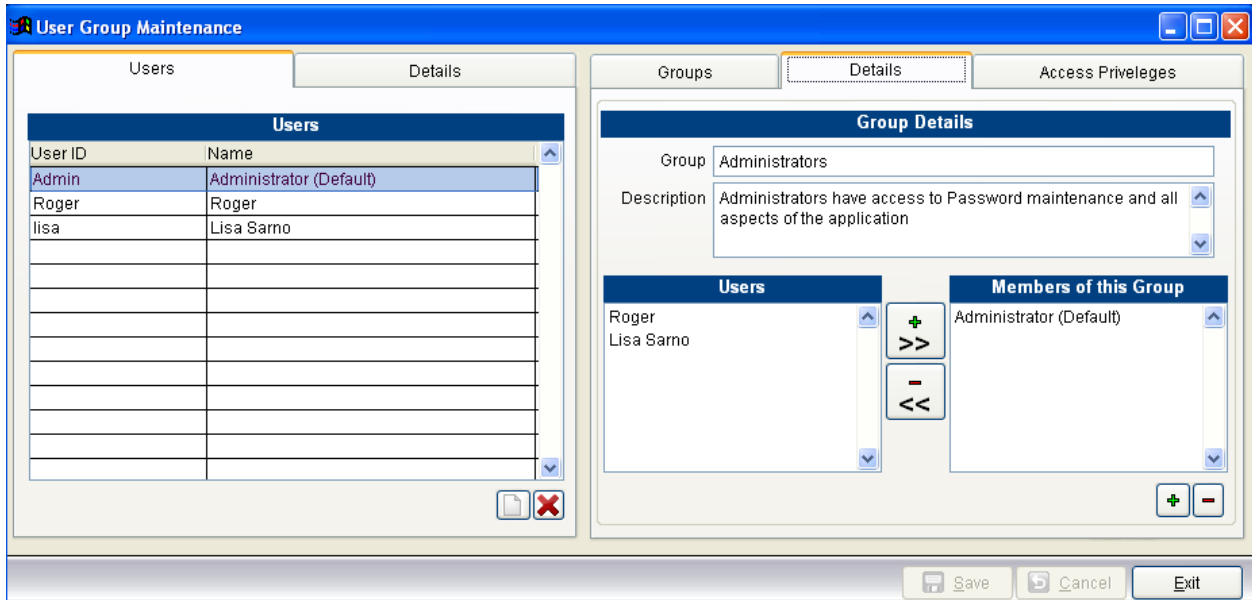 User Group Maintenance
Users
Details
Users
User ID Name
Admin Administrator (Default)
Roger Roger
lisa Lisa Sarno
Groups
Details
Access Priveleges
Group Details
Group Administrators
Description Administrators have access to Password maintenance and all
aspects of the application
Users
Roger
Lisa Sarno
+
>>
-
<<
Members of this Group
Administrator (Default)
+
-
Save
Cancel
Exit